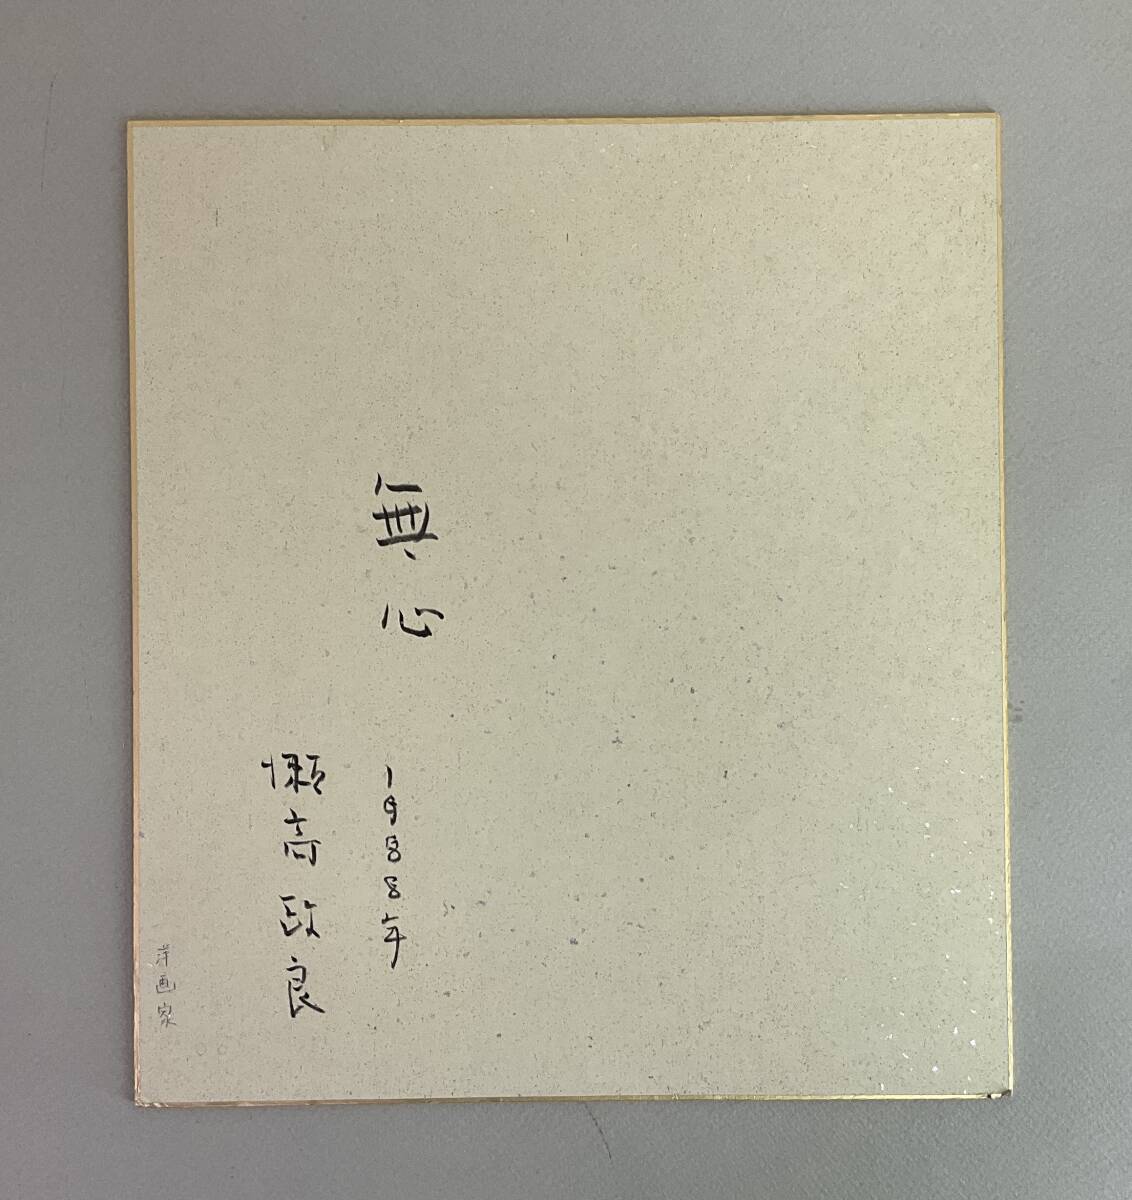 無心
1988年
瀬高政良
洋画家